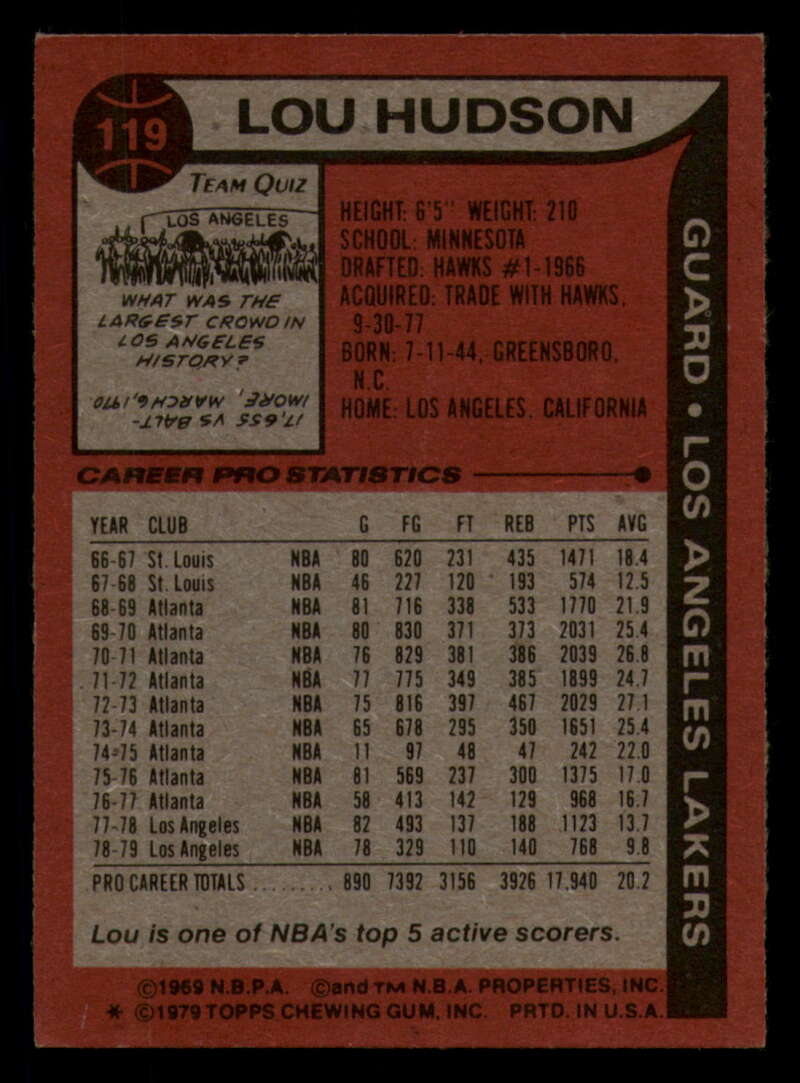 119
LOU HUDSON
TEAM QUIZ
LOS ANGELES
WHAT WAS THE
LARGEST CROWD IN
LOS ANGELES
HISTORY?
17,655 VS BALT-
IMORE, MARCH 6, 1970
HEIGHT: 6'5" WEIGHT: 210
SCHOOL: MINNESOTA
DRAFTED: HAWKS #1-1966
ACQUIRED: TRADE WITH HAWKS,
9-30-77
BORN: 7-11-44, GREENSBORO,
N.C.
HOME: LOS ANGELES, CALIFORNIA
GUARD • LOS ANGELES LAKERS
CAREER PRO STATISTICS
YEAR CLUB G FG FT REB PTS AVG
66-67 St. Louis NBA 80 620 231 435 1471 18.4
67-68 St. Louis NBA 46 227 120 193 574 12.5
68-69 Atlanta NBA 81 716 338 533 1770 21.9
69-70 Atlanta NBA 80 830 371 373 2031 25.4
70-71 Atlanta NBA 76 829 381 386 2039 26.8
71-72 Atlanta NBA 77 775 349 385 1899 24.7
72-73 Atlanta NBA 75 816 397 467 2029 27.1
73-74 Atlanta NBA 65 678 295 350 1651 25.4
74-75 Atlanta NBA 11 97 48 47 242 22.0
75-76 Atlanta NBA 81 569 237 300 1375 17.0
76-77 Atlanta NBA 58 413 142 129 968 16.7
77-78 Los Angeles NBA 82 493 137 188 1123 13.7
78-79 Los Angeles NBA 78 329 110 140 768 9.8
PRO CAREER TOTALS ......... 890 7392 3156 3926 17,940 20.2
Lou is one of NBA's top 5 active scorers.
©1969 N.B.P.A. ©and TM N.B.A. PROPERTIES, INC.
* ©1979 TOPPS CHEWING GUM, INC. PRTD. IN U.S.A.